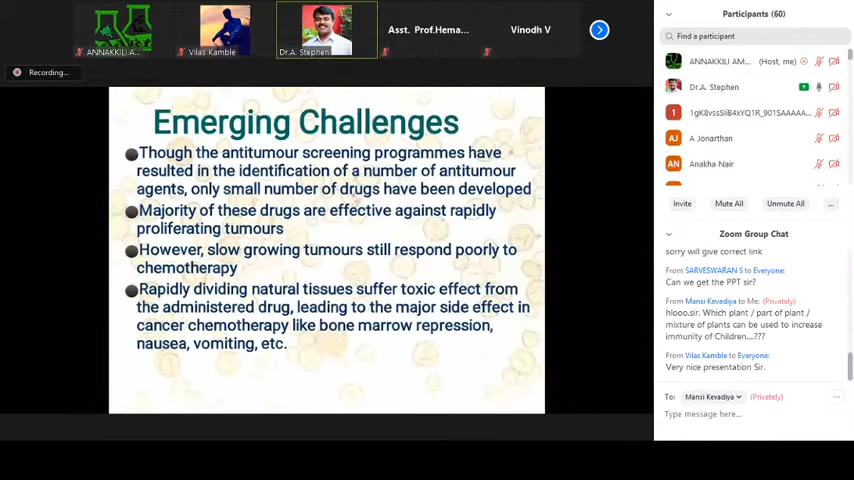 ANNAKKILI A...
Vilas Kamble
Dr.A. Stephen
Asst. Prof.Hema...
Vinodh V
Recording...
Emerging Challenges
Though the antitumour screening programmes have
resulted in the identification of a number of antitumour
agents, only small number of drugs have been developed
Majority of these drugs are effective against rapidly
proliferating tumours
However, slow growing tumours still respond poorly to
chemotherapy
Rapidly dividing natural tissues suffer toxic effect from
the administered drug, leading to the major side effect in
cancer chemotherapy like bone marrow repression,
nausea, vomiting, etc.
Participants (60)
Find a participant
ANNAKKILI AM... (Host, me)
Dr.A. Stephen
1
AJ A Jonarthan
AN Anakha Nair
Invite Mute All Unmute All ...
Zoom Group Chat
sorry will give correct link
From SARVESWARAN S to Everyone:
Can we get the PPT sir?
From Mansi Kevadiya to Me: (Privately)
hlooo.sir. Which plant / part of plant /
mixture of plants can be used to increase
immunity of Children....???
From Vilas Kamble to Everyone:
Very nice presentation Sir.
To: Mansi Kevadiya (Privately)
Type message here...